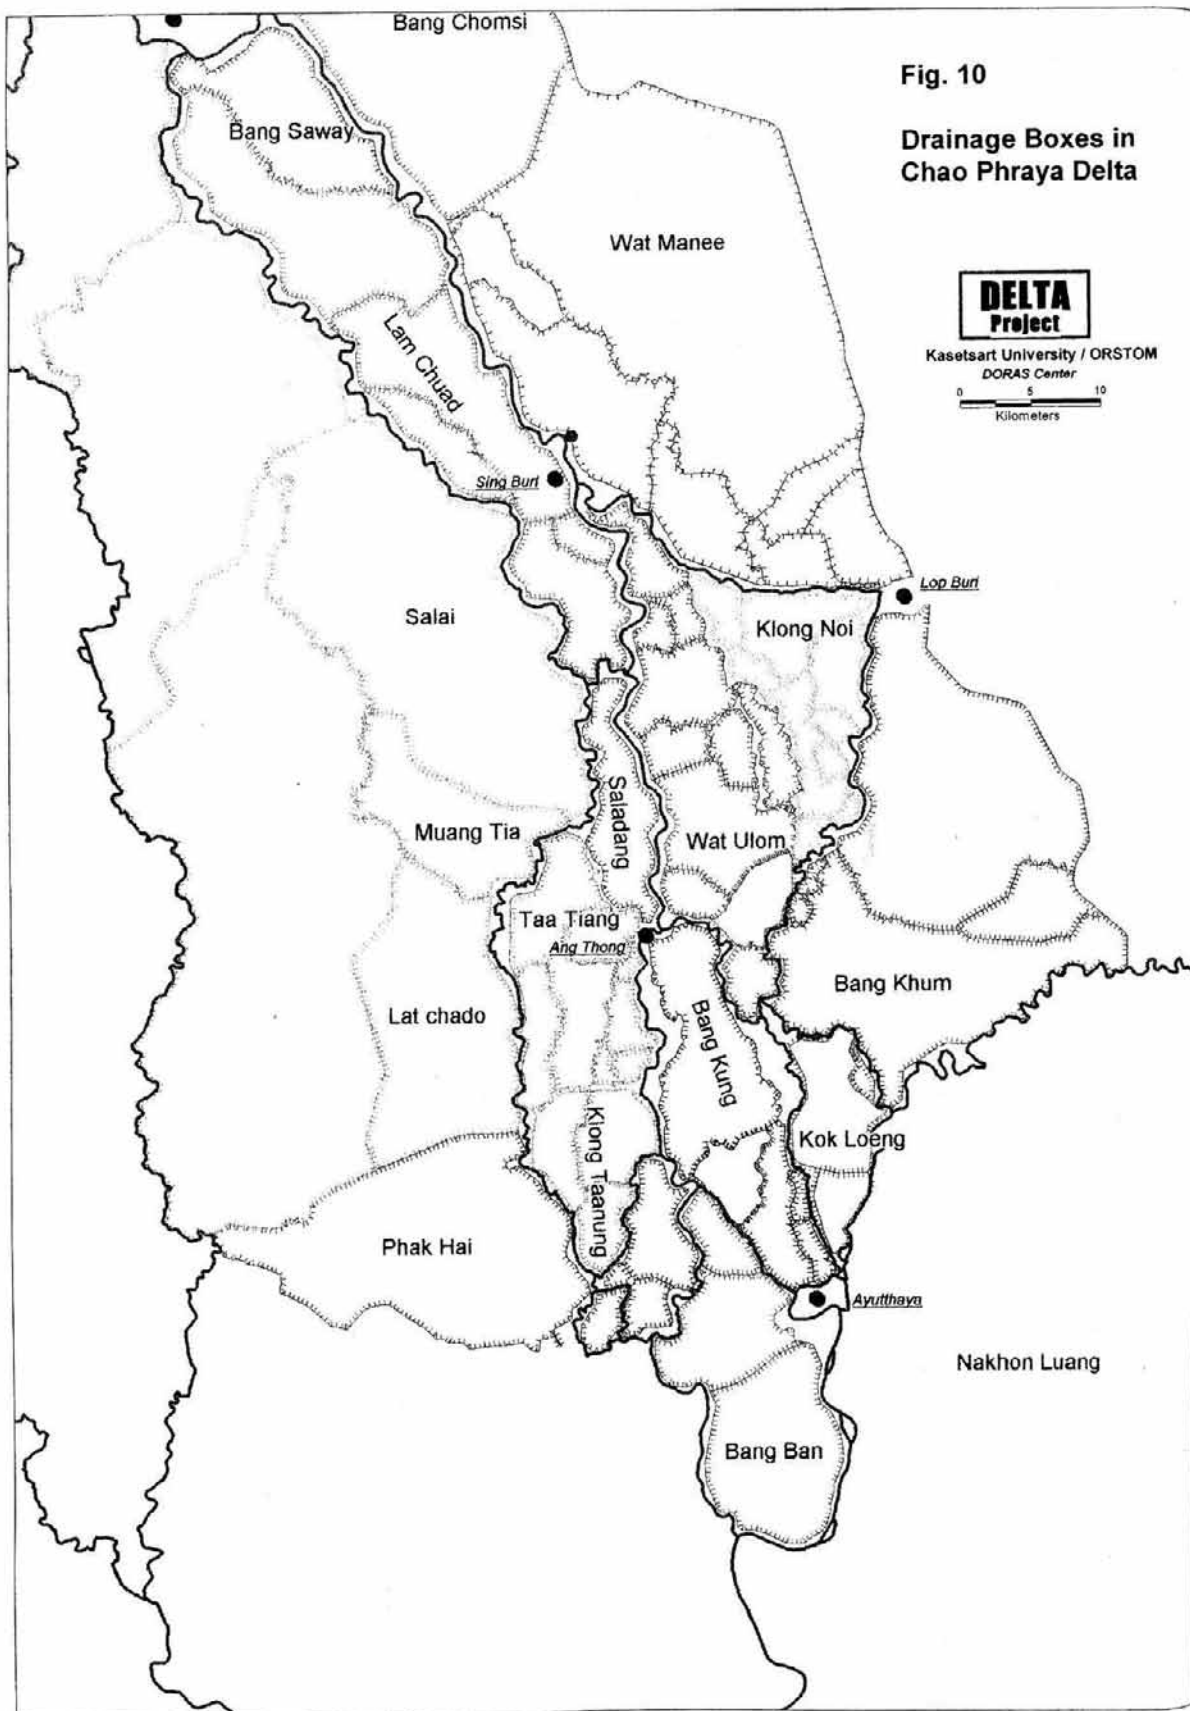 Bang Chomsi
Fig. 10
Drainage Boxes in
Chao Phraya Delta
Bang Saway
Wat Manee
DELTA
Project
Kasetsart University / ORSTOM
DORAS Center
0 5 10
Kilometers
Lam Chuad
Sing Buri
Lop Buri
Salai
Klong Noi
Saladang
Muang Tia
Wat Ulom
Taa Tiang
Ang Thong
Bang Khum
Lat chado
Bang Kung
Klong Taanung
Kok Loeng
Phak Hai
Ayutthaya
Nakhon Luang
Bang Ban